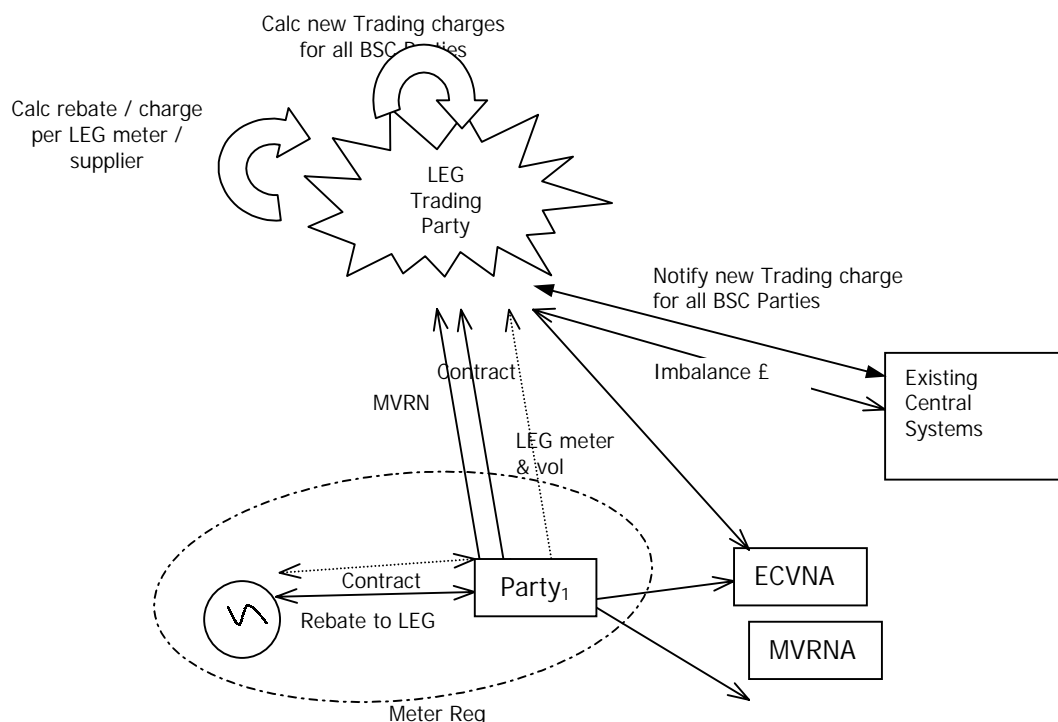 Calc new Trading charges
for all BSC Parties
Calc rebate / charge
per LEG meter /
supplier
LEG
Trading
Party
Notify new Trading charge
for all BSC Parties
Contract
Imbalance £
MVRN
Existing
Central
Systems
LEG meter
& vol
Contract
Party₁
ECVNA
Rebate to LEG
MVRNA
Meter Reg